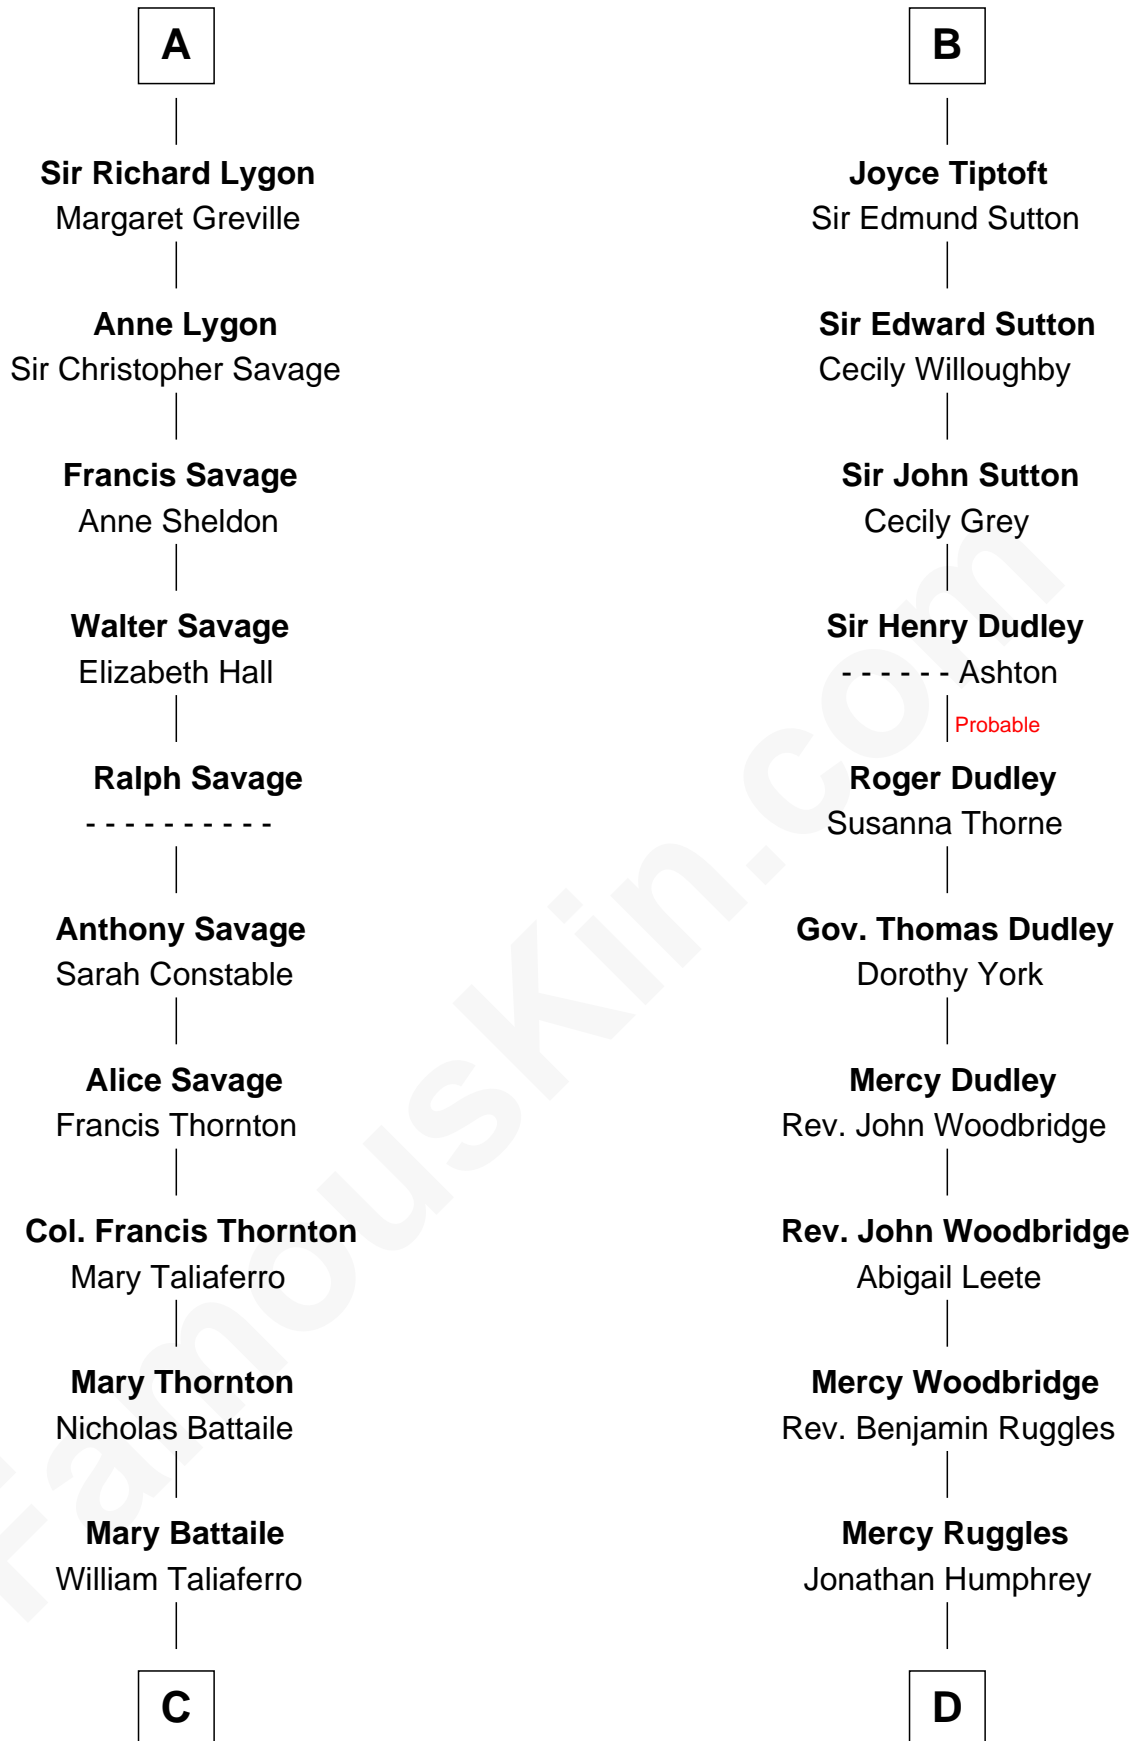 A
Sir Richard Lygon
Margaret Greville
Anne Lygon
Sir Christopher Savage
Francis Savage
Anne Sheldon
Walter Savage
Elizabeth Hall
Ralph Savage
- - - - - - - - - -
Anthony Savage
Sarah Constable
Alice Savage
Francis Thornton
Col. Francis Thornton
Mary Taliaferro
Mary Thornton
Nicholas Battaile
Mary Battaile
William Taliaferro
C
B
Joyce Tiptoft
Sir Edmund Sutton
Sir Edward Sutton
Cecily Willoughby
Sir John Sutton
Cecily Grey
Sir Henry Dudley
- - - - - - Ashton
Probable
Roger Dudley
Susanna Thorne
Gov. Thomas Dudley
Dorothy York
Mercy Dudley
Rev. John Woodbridge
Rev. John Woodbridge
Abigail Leete
Mercy Woodbridge
Rev. Benjamin Ruggles
Mercy Ruggles
Jonathan Humphrey
D
FamousKin.com